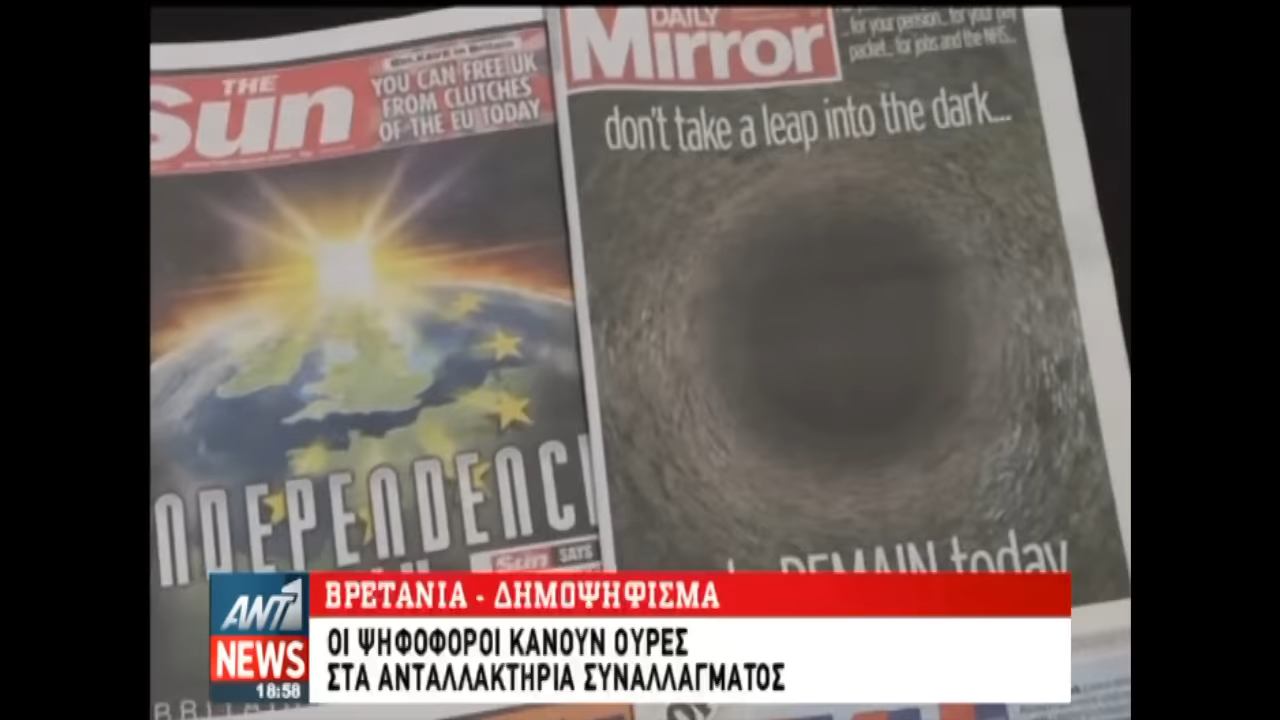 THE
Sun
YOU CAN FREE UK
FROM CLUTCHES
OF THE EU TODAY
INDEPENDENC
Sun SAYS
DAILY
Mirror
...for your pension... for your pay
packet... for jobs and the NHS...
don't take a leap into the dark...
REMAIN today
ANT1
NEWS
18:58
ΒΡΕΤΑΝΙΑ - ΔΗΜΟΨΗΦΙΣΜΑ
ΟΙ ΨΗΦΟΦΟΡΟΙ ΚΑΝΟΥΝ ΟΥΡΕΣ
ΣΤΑ ΑΝΤΑΛΛΑΚΤΗΡΙΑ ΣΥΝΑΛΛΑΓΜΑΤΟΣ